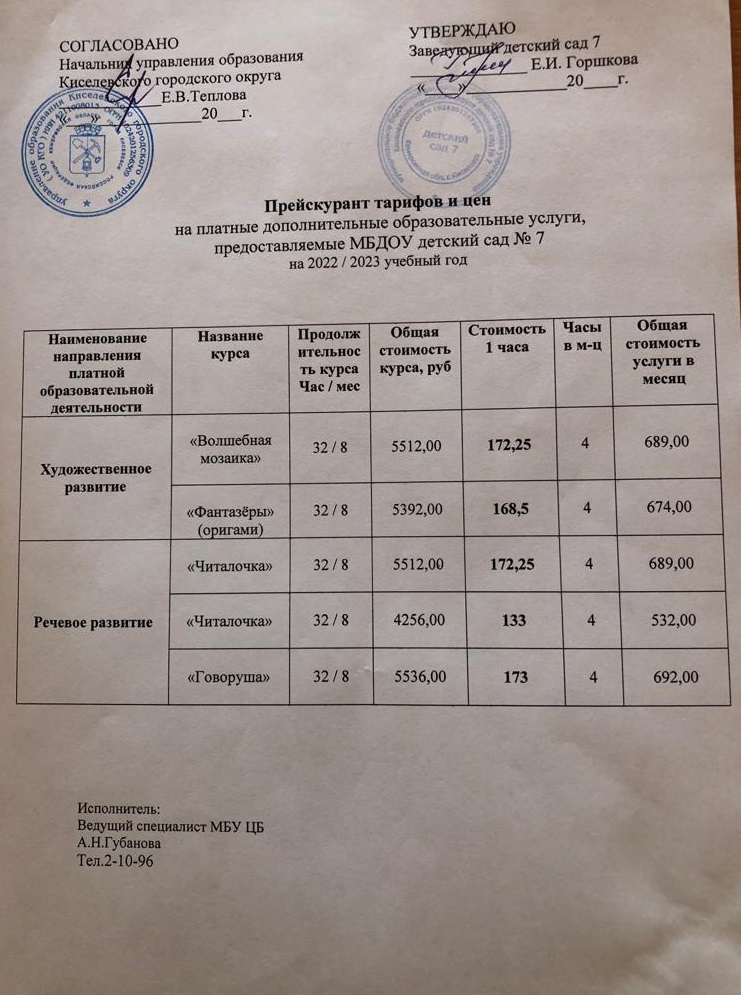 СОГЛАСОВАНО
Начальник управления образования
Киселевского городского округа
Е.В.Теплова
20___г.
УТВЕРЖДАЮ
Заведующий детский сад 7
______________ Е.И. Горшкова
«____»____________20____г.
ДЕТСКИЙ
САД 7
Прейскурант тарифов и цен
на платные дополнительные образовательные услуги,
предоставляемые МБДОУ детский сад № 7
на 2022 / 2023 учебный год
Наименование направления платной образовательной деятельности
Название курса
Продолж ительнос ть курса Час / мес
Общая стоимость курса, руб
Стоимость 1 часа
Часы в м-ц
Общая стоимость услуги в месяц
Художественное развитие
«Волшебная мозаика» 32 / 8 5512,00 172,25 4 689,00
«Фантазёры» (оригами) 32 / 8 5392,00 168,5 4 674,00
Речевое развитие
«Читалочка» 32 / 8 5512,00 172,25 4 689,00
«Читалочка» 32 / 8 4256,00 133 4 532,00
«Говоруша» 32 / 8 5536,00 173 4 692,00
Исполнитель:
Ведущий специалист МБУ ЦБ
А.Н.Губанова
Тел.2-10-96